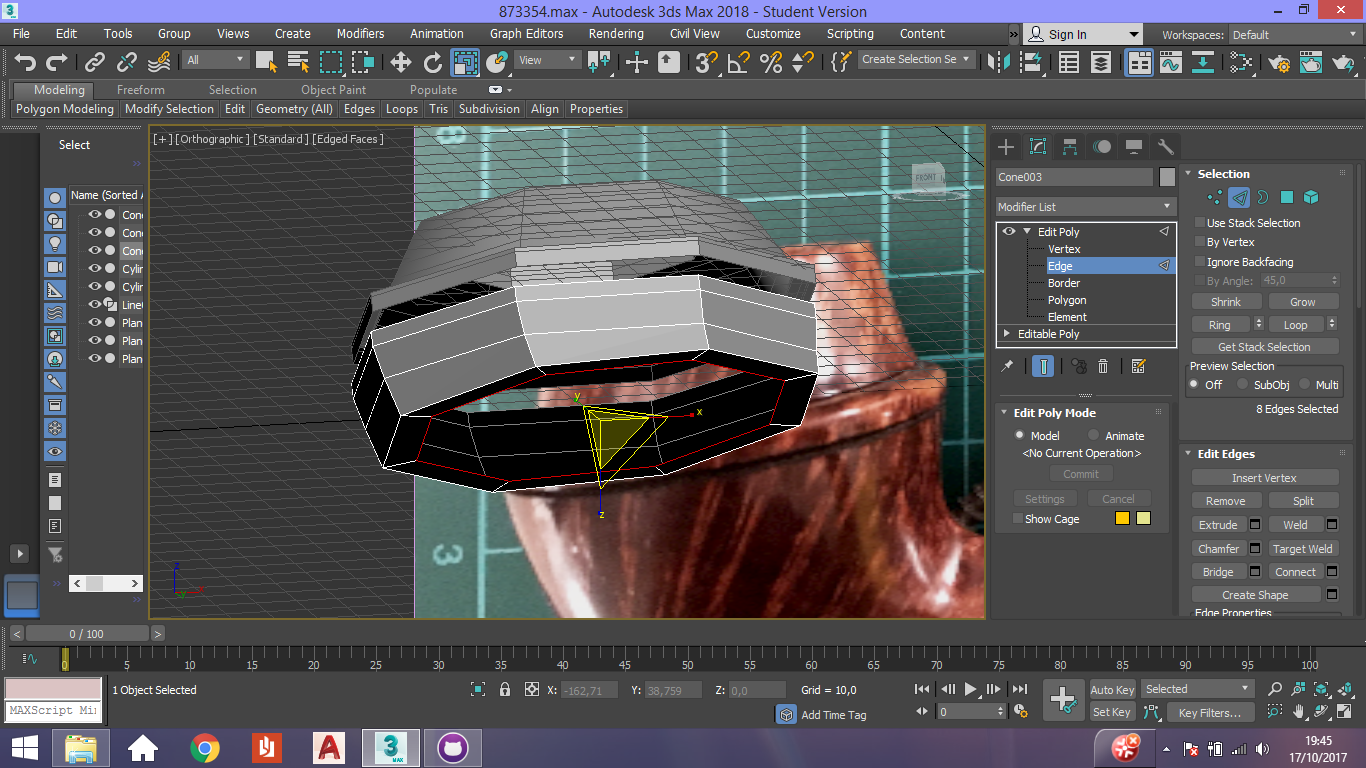 873354.max - Autodesk 3ds Max 2018 - Student Version
File Edit Tools Group Views Create Modifiers Animation Graph Editors Rendering Civil View Customize Scripting Content
» Sign In Workspaces: Default
All View Create Selection Se
Modeling Freeform Selection Object Paint Populate
Polygon Modeling Modify Selection Edit Geometry (All) Edges Loops Tris Subdivision Align Properties
Select
Name (Sorted A
Con
Con
Con
Cylin
Cylin
Line
Plan
Plan
Plan
[+] [Orthographic] [Standard] [Edged Faces]
FRONT
3
y
x
z
z
y
Cone003
Modifier List
Edit Poly
Vertex
Edge
Border
Polygon
Element
Editable Poly
Edit Poly Mode
Model Animate
<No Current Operation>
Commit
Settings Cancel
Show Cage
Selection
Use Stack Selection
By Vertex
Ignore Backfacing
By Angle: 45,0
Shrink Grow
Ring Loop
Get Stack Selection
Preview Selection
Off SubObj Multi
8 Edges Selected
Edit Edges
Insert Vertex
Remove Split
Extrude Weld
Chamfer Target Weld
Bridge Connect
Create Shape
Edge Properties
< 0 / 100 >
0 5 10 15 20 25 30 35 40 45 50 55 60 65 70 75 80 85 90 95 100
1 Object Selected X: -162,71 Y: 38,759 Z: 0,0 Grid = 10,0 Auto Key Selected
MAXScript Mi Add Time Tag 0 Set Key Key Filters...
19:45
17/10/2017